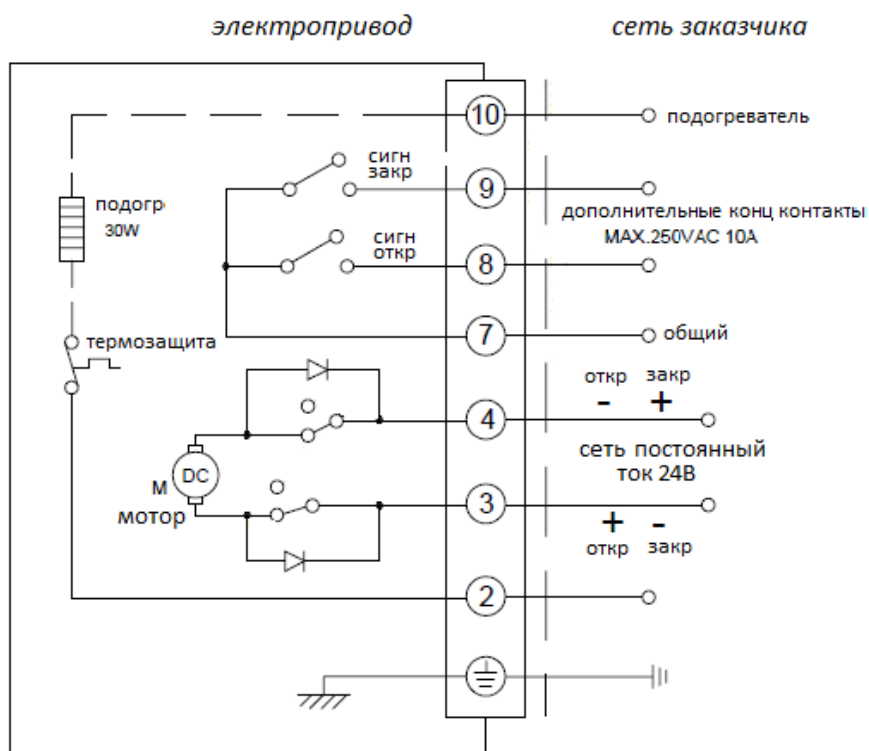 электропривод
сеть заказчика
10
подогреватель
сигн
закр
9
подогр
30W
дополнительные конц контакты
MAX.250VAC 10A
сигн
откр
8
7
общий
термозащита
откр закр
- +
4
сеть постоянный
ток 24В
DC
М
мотор
3
+ -
откр закр
2